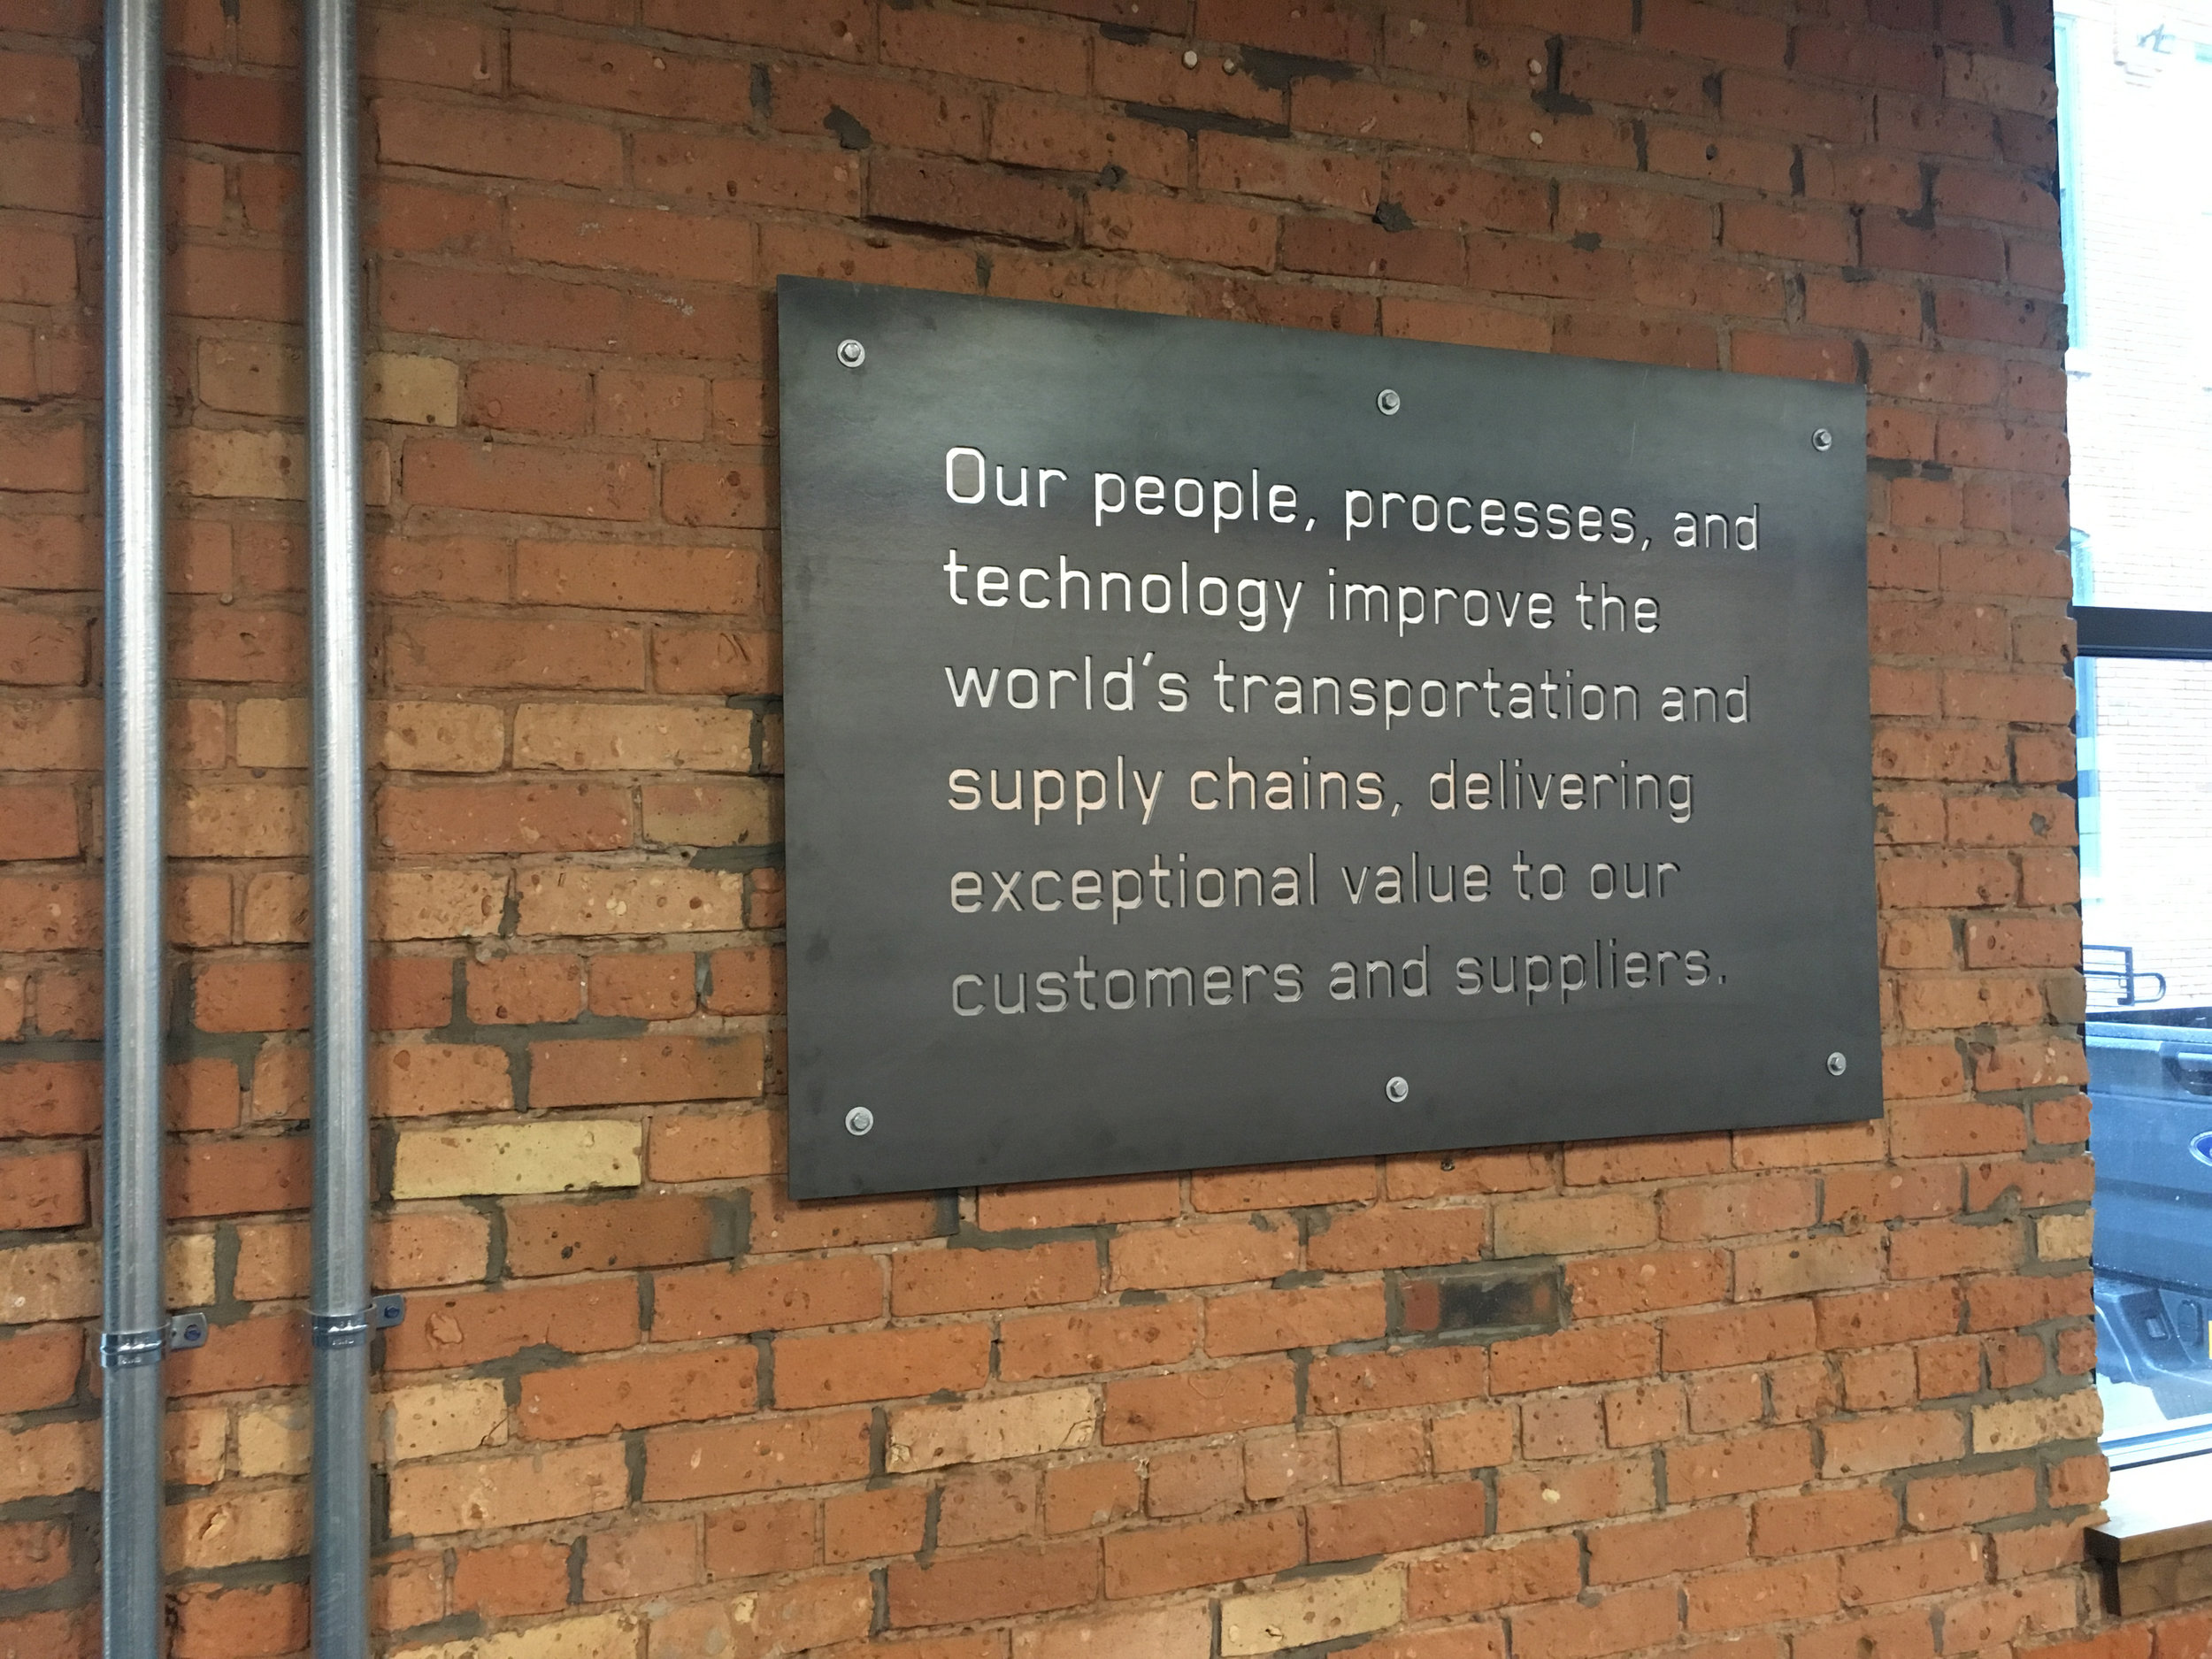 Our people, processes, and
technology improve the
world's transportation and
supply chains, delivering
exceptional value to our
customers and suppliers.